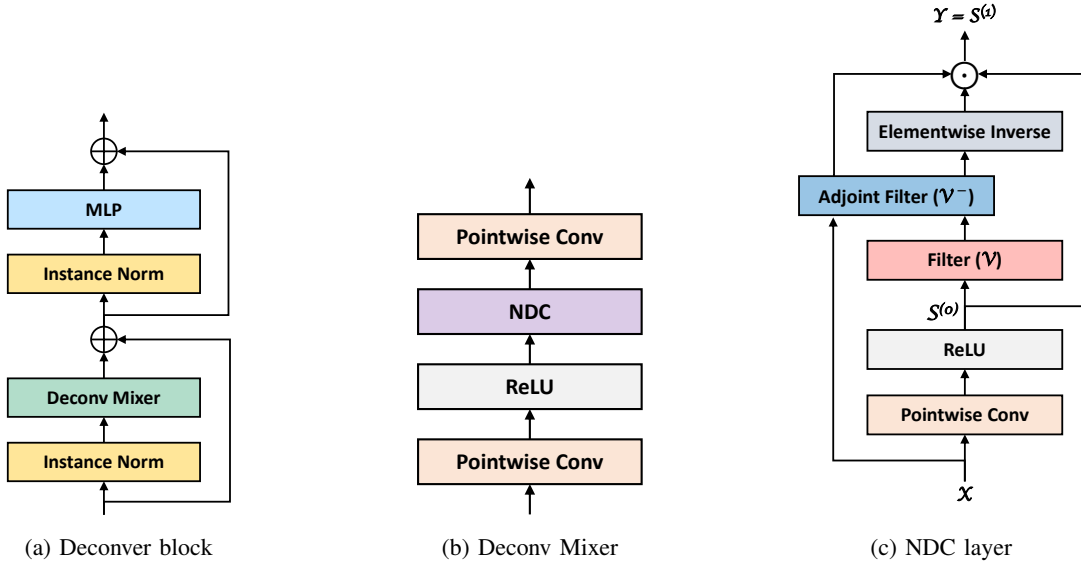 MLP
Instance Norm
Deconv Mixer
Instance Norm
(a) Deconver block
Pointwise Conv
NDC
ReLU
Pointwise Conv
(b) Deconv Mixer
𝒴 = 𝒮⁽¹⁾
Elementwise Inverse
Adjoint Filter (𝒱⁻)
Filter (𝒱)
𝒮⁽⁰⁾
ReLU
Pointwise Conv
𝒳
(c) NDC layer